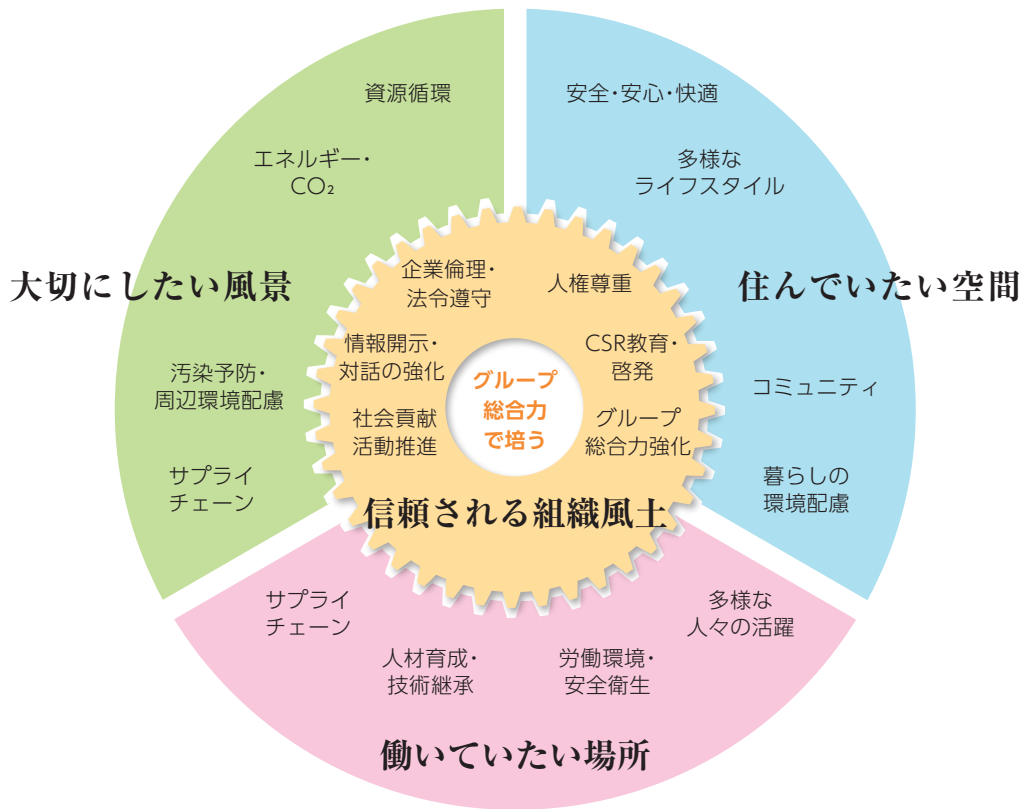 資源循環
エネルギー・
CO₂
大切にしたい風景
汚染予防・
周辺環境配慮
サプライ
チェーン
安全・安心・快適
多様な
ライフスタイル
住んでいたい空間
コミュニティ
暮らしの
環境配慮
企業倫理・
法令遵守
人権尊重
情報開示・
対話の強化
CSR教育・
啓発
社会貢献
活動推進
グループ
総合力強化
グループ
総合力
で培う
信頼される組織風土
サプライ
チェーン
人材育成・
技術継承
労働環境・
安全衛生
多様な
人々の活躍
働いていたい場所